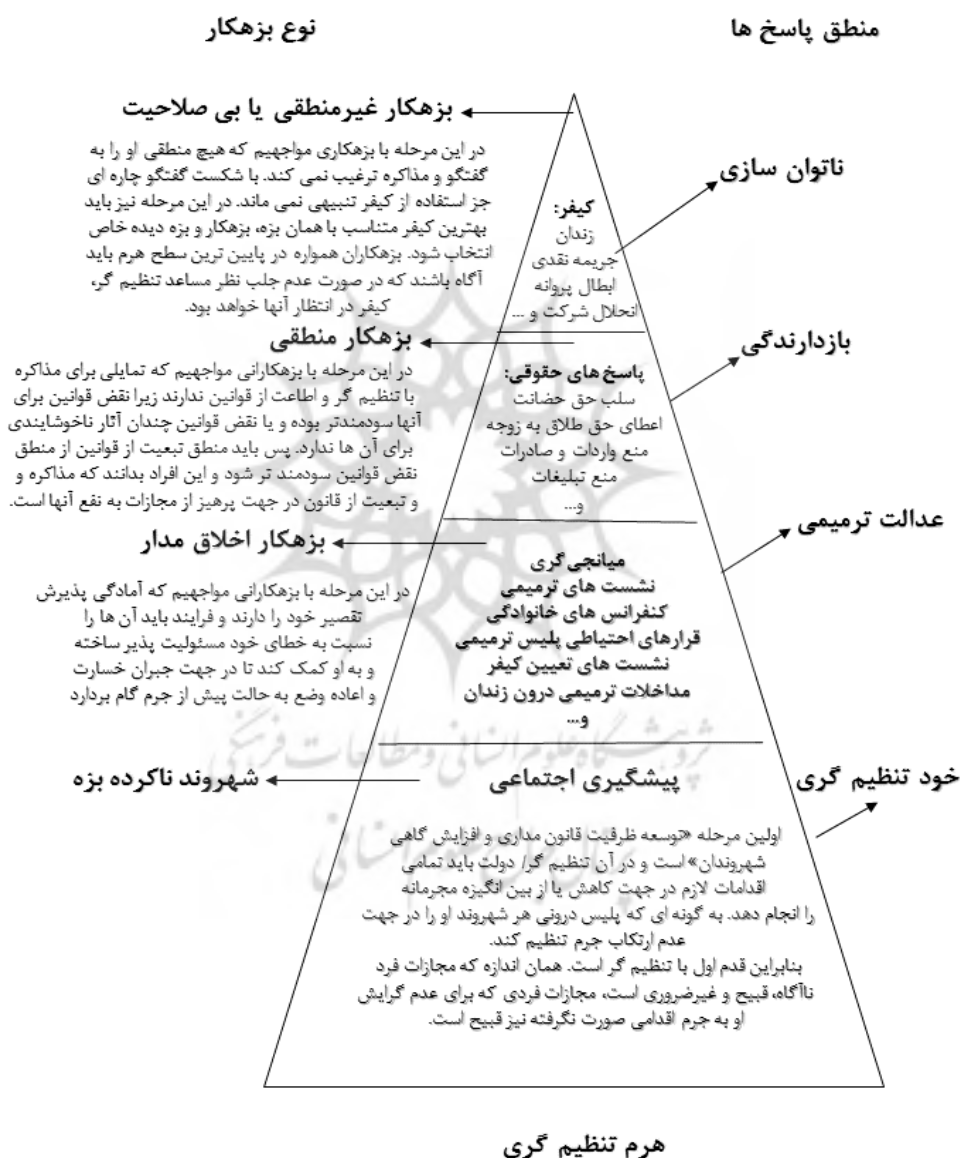 منطق پاسخ ها
نوع بزهکار
بزهکار غیرمنطقی یا بی صلاحیت
در این مرحله با بزهکاری مواجهیم که هیچ منطقی او را به
گفتگو و مذاکره ترغیب نمی کند. با شکست گفتگو چاره ای
جز استفاده از کیفر تنبیهی نمی ماند. در این مرحله نیز باید
بهترین کیفر متناسب با همان بزه، بزهکار و بزه دیده خاص
انتخاب شود. بزهکاران همواره در پایین ترین سطح هرم باید
آگاه باشند که در صورت عدم جلب نظر مساعد تنظیم گر،
کیفر در انتظار آنها خواهد بود.
ناتوان سازی
کیفر:
زندان
جریمه نقدی
ابطال پروانه
انحلال شرکت و ...
بزهکار منطقی
در این مرحله با بزهکارانی مواجهیم که تمایلی برای مذاکره
با تنظیم گر و اطاعت از قوانین ندارند زیرا نقض قوانین برای
آنها سودمندتر بوده و یا نقض قوانین چندان آثار ناخوشایندی
برای آن ها ندارد. پس باید منطق تبعیت از قوانین از منطق
نقض قوانین سودمند تر شود و این افراد بدانند که مذاکره و
و تبعیت از قانون در جهت پرهیز از مجازات به نفع آنها است.
بازدارندگی
پاسخ های حقوقی:
سلب حق حضانت
اعطای حق طلاق به زوجه
منع واردات و صادرات
منع تبلیغات
و...
بزهکار اخلاق مدار
در این مرحله با بزهکارانی مواجهیم که آمادگی پذیرش
تقصیر خود را دارند و فرایند باید آن ها را
نسبت به خطای خود مسئولیت پذیر ساخته
و به او کمک کند تا در جهت جبران خسارت
و اعاده وضع به حالت پیش از جرم گام بردارد
عدالت ترمیمی
میانجی گری
نشست های ترمیمی
کنفرانس های خانوادگی
قرارهای احتیاطی پلیس ترمیمی
نشست های تعیین کیفر
مداخلات ترمیمی درون زندان
و...
پژوهشگاه علوم انسانی و مطالعات فرهنگی
شهروند ناکرده بزه
پیشگیری اجتماعی
خود تنظیم گری
اولین مرحله «توسعه ظرفیت قانون مداری و افزایش گاهی
شهروندان» است و در آن تنظیم گر/ دولت باید تمامی
اقدامات لازم در جهت کاهش یا از بین انگیزه مجرمانه
را انجام دهد. به گونه ای که پلیس درونی هر شهروند او را در جهت
عدم ارتکاب جرم تنظیم کند.
بنابراین قدم اول با تنظیم گر است. همان اندازه که مجازات فرد
ناآگاه، قبیح و غیرضروری است، مجازات فردی که برای عدم گرایش
او به جرم اقدامی صورت نگرفته نیز قبیح است.
پرتال جامع علوم انسانی
هرم تنظیم گری